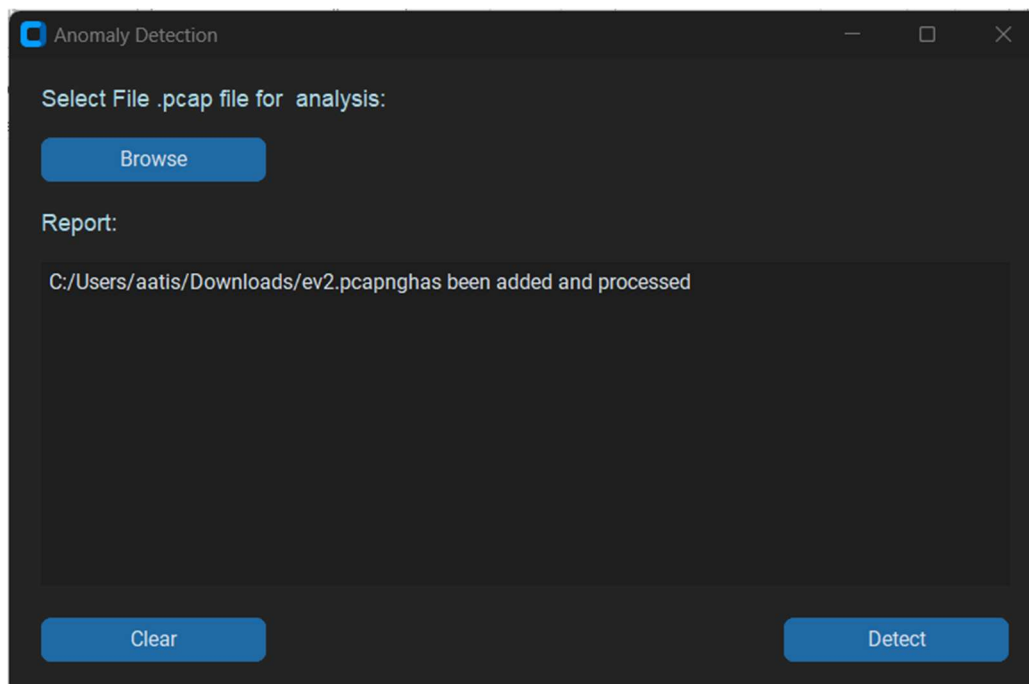 Anomaly Detection
Select File .pcap file for  analysis:
Browse
Report:
C:/Users/aatis/Downloads/ev2.pcapnghas been added and processed
Clear
Detect